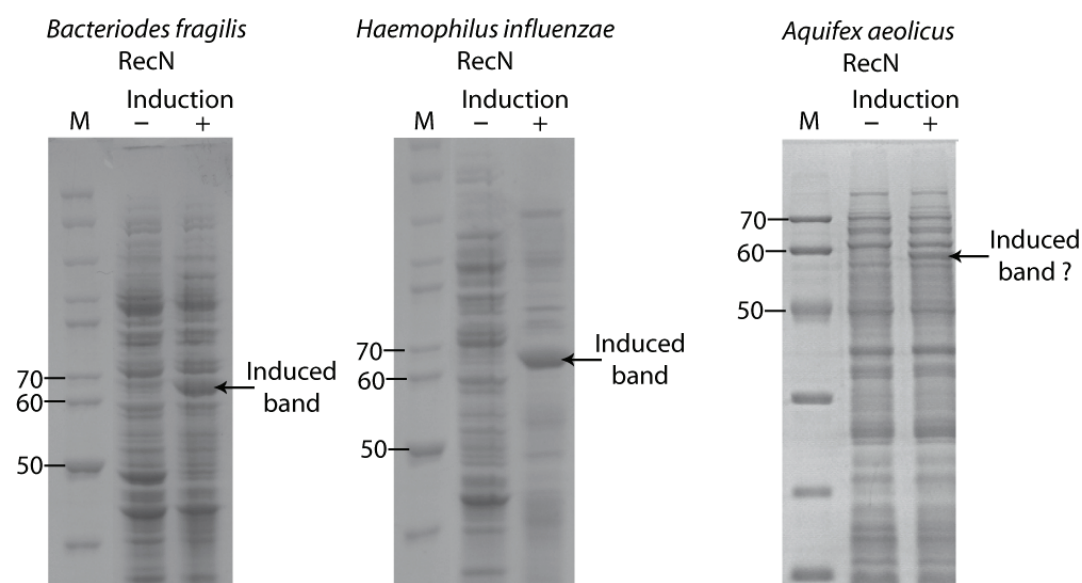 Bacteriodes fragilis
RecN
Induction
M – +
70
60
50
Induced
band
Haemophilus influenzae
RecN
Induction
M – +
70
60
50
Induced
band
Aquifex aeolicus
RecN
Induction
M – +
70
60
50
Induced
band ?